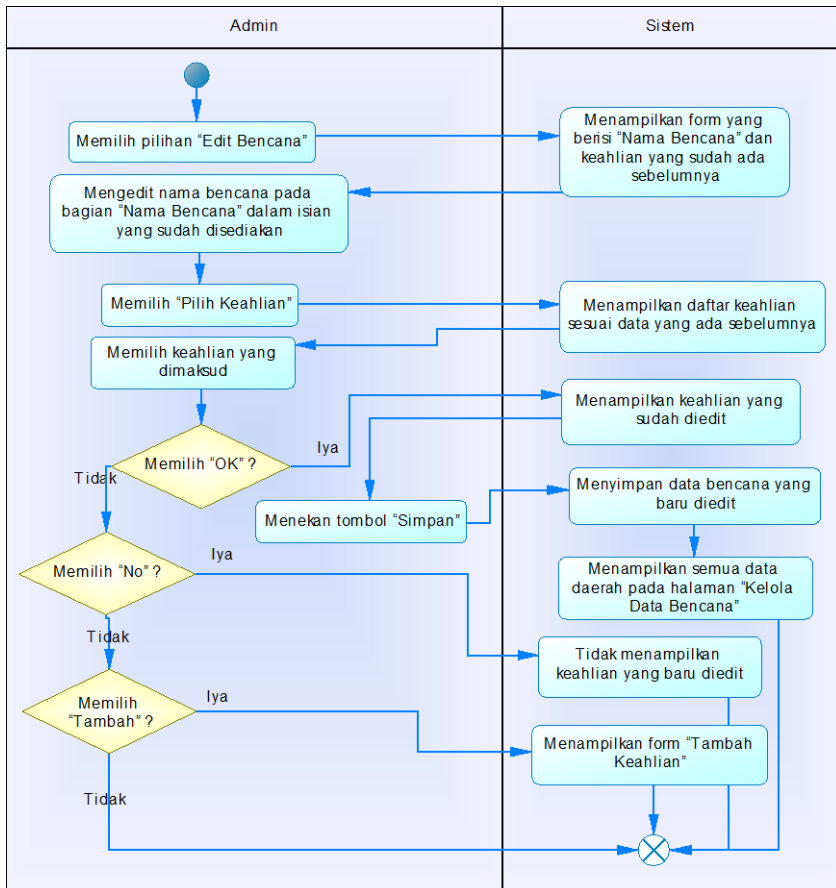 Admin
Sistem
Memilih pilihan “Edit Bencana”
Menampilkan form yang
berisi “Nama Bencana” dan
keahlian yang sudah ada
sebelumnya
Mengedit nama bencana pada
bagian “Nama Bencana” dalam isian
yang sudah disediakan
Memilih “Pilih Keahlian”
Menampilkan daftar keahlian
sesuai data yang ada sebelumnya
Memilih keahlian yang
dimaksud
Menampilkan keahlian yang
sudah diedit
Iya
Memilih “OK” ?
Tidak
Menekan tombol “Simpan”
Menyimpan data bencana yang
baru diedit
Iya
Memilih “No” ?
Menampilkan semua data
daerah pada halaman “Kelola
Data Bencana”
Tidak
Tidak menampilkan
keahlian yang baru diedit
Iya
Memilih
“Tambah” ?
Menampilkan form “Tambah
Keahlian”
Tidak